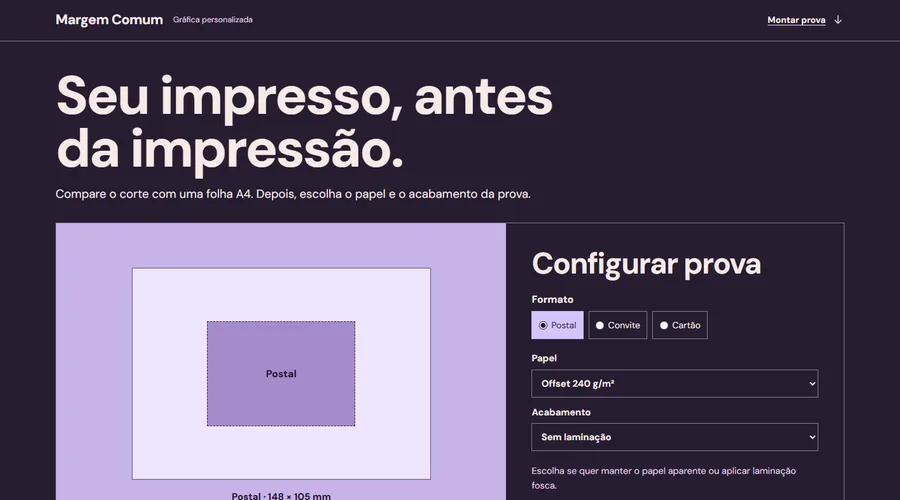 Margem Comum
Gráfica personalizada
Montar prova ↓
Seu impresso, antes
da impressão.
Compare o corte com uma folha A4. Depois, escolha o papel e o acabamento da prova.
Postal
Postal · 148 × 105 mm
Configurar prova
Formato
Postal
Convite
Cartão
Papel
Offset 240 g/m²
Acabamento
Sem laminação
Escolha se quer manter o papel aparente ou aplicar laminação
fosca.